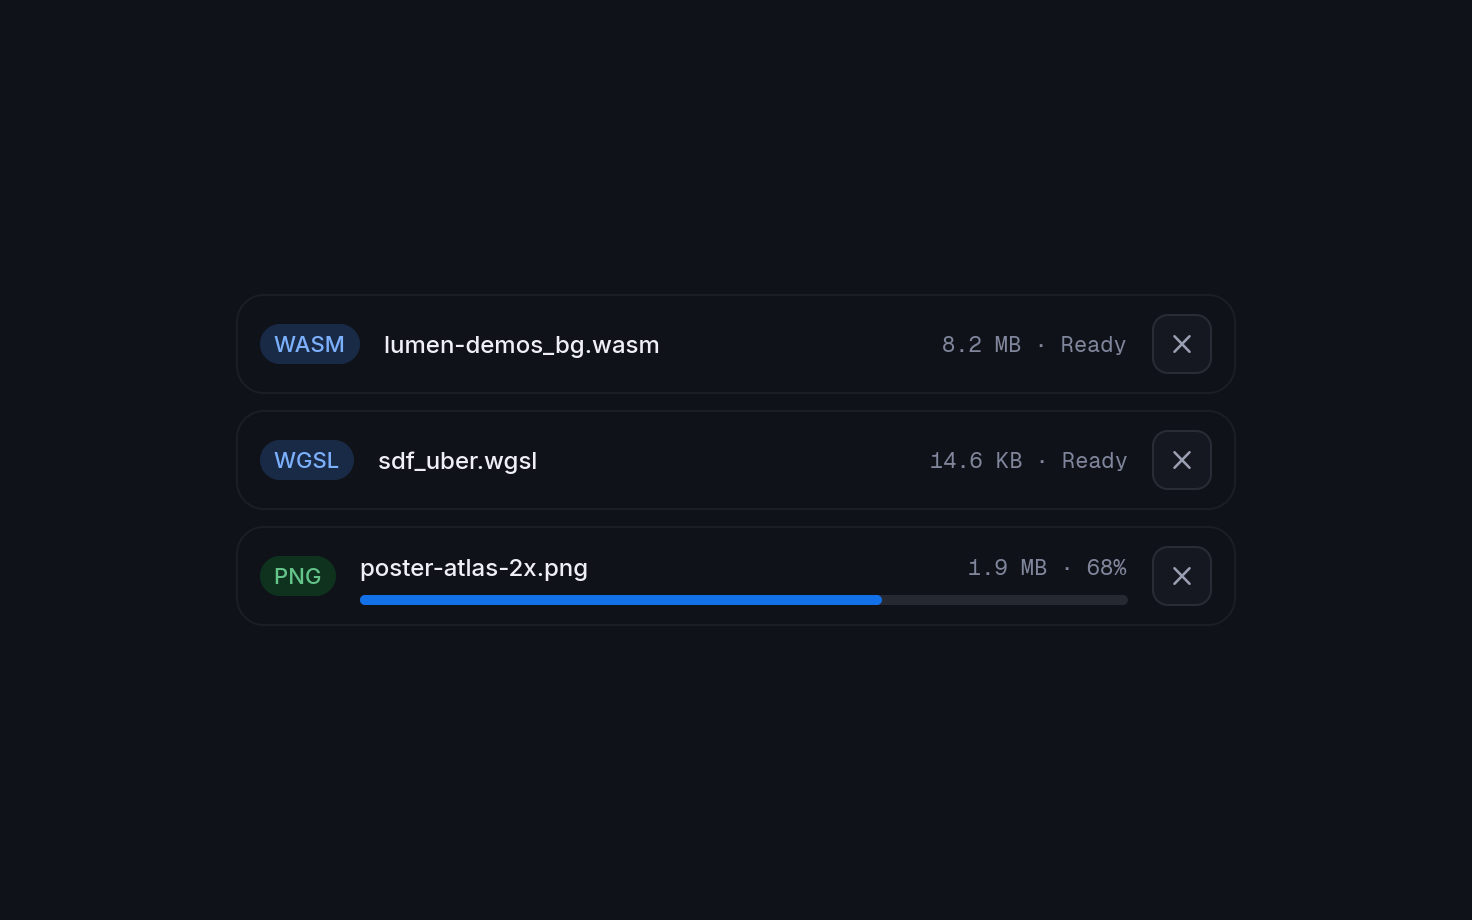 WASM lumen-demos_bg.wasm 8.2 MB · Ready
WGSL sdf_uber.wgsl 14.6 KB · Ready
PNG poster-atlas-2x.png 1.9 MB · 68%